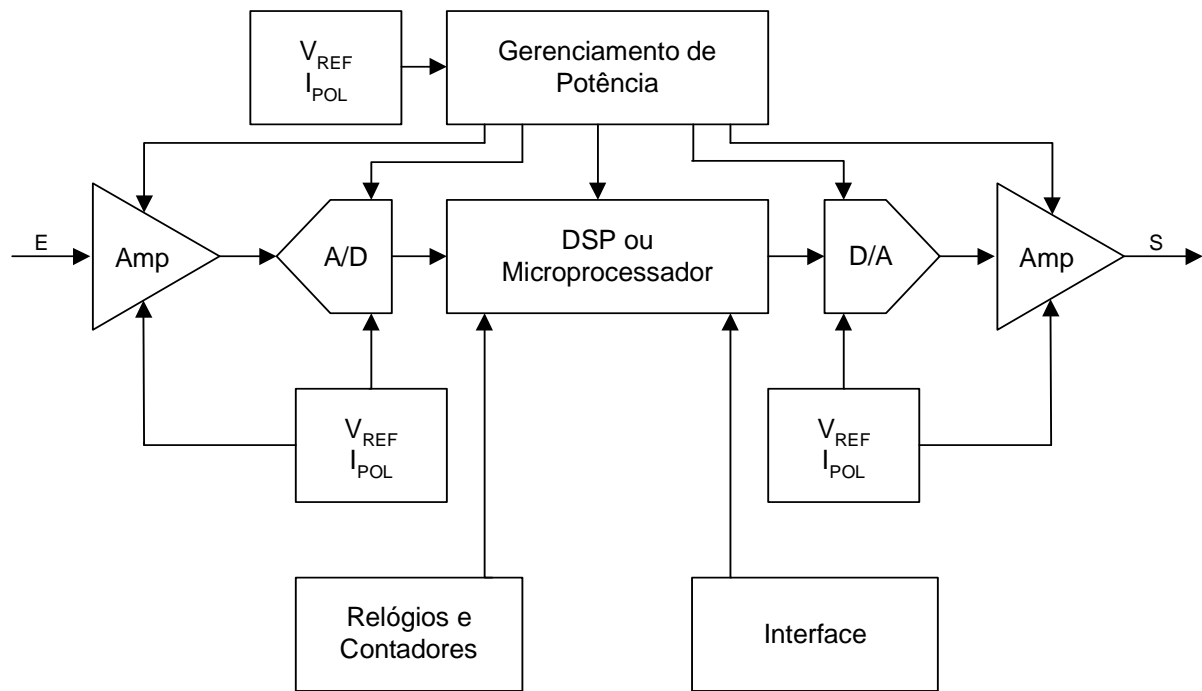 V_REF
I_POL
Gerenciamento de
Potência
E
Amp
A/D
DSP ou
Microprocessador
D/A
Amp
S
V_REF
I_POL
V_REF
I_POL
Relógios e
Contadores
Interface